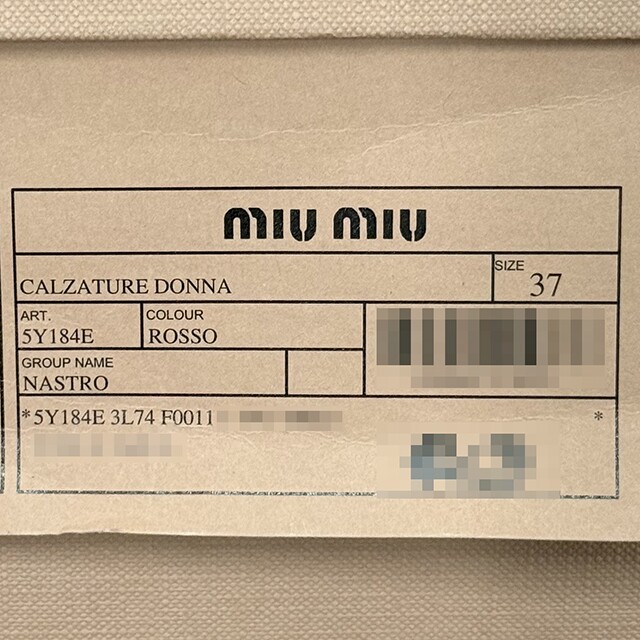 MIU MIU
CALZATURE DONNA
SIZE 37
ART.
5Y184E
COLOUR
ROSSO
GROUP NAME
NASTRO
*5Y184E 3L74 F0011
*